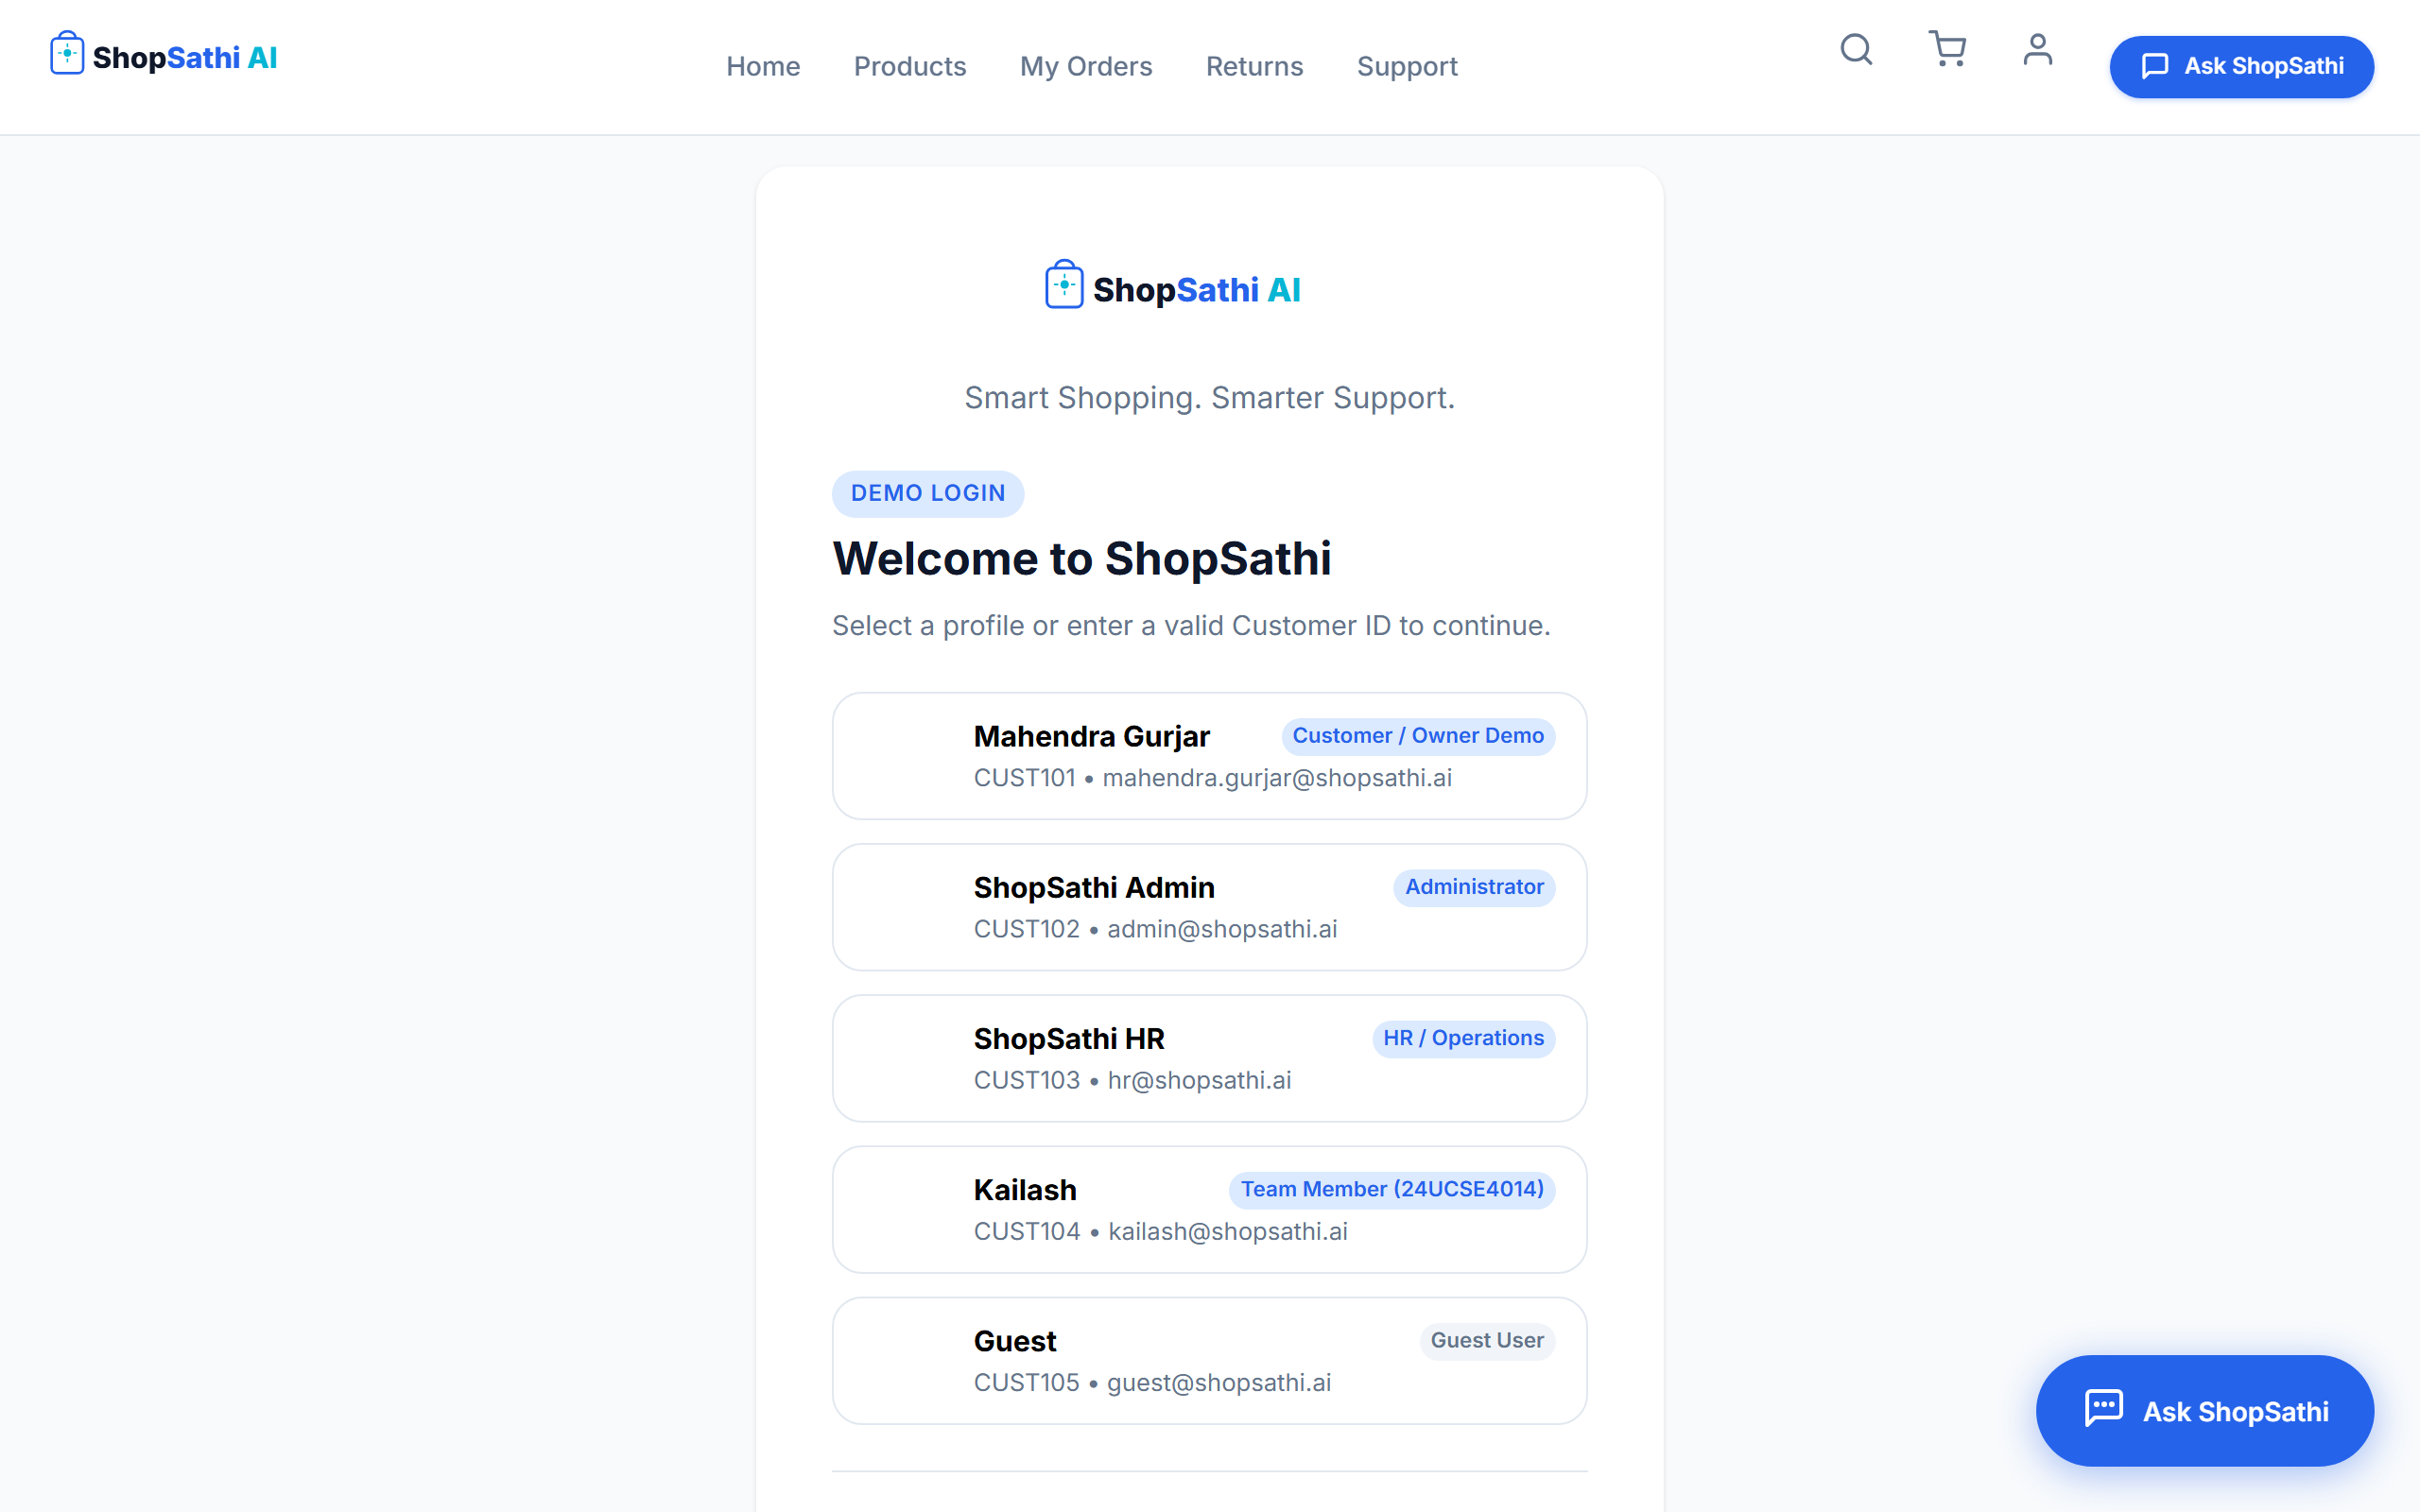 ShopSathi AI
Home
Products
My Orders
Returns
Support
Ask ShopSathi
ShopSathi AI
Smart Shopping. Smarter Support.
DEMO LOGIN
Welcome to ShopSathi
Select a profile or enter a valid Customer ID to continue.
Mahendra Gurjar
Customer / Owner Demo
CUST101 • mahendra.gurjar@shopsathi.ai
ShopSathi Admin
Administrator
CUST102 • admin@shopsathi.ai
ShopSathi HR
HR / Operations
CUST103 • hr@shopsathi.ai
Kailash
Team Member (24UCSE4014)
CUST104 • kailash@shopsathi.ai
Guest
Guest User
CUST105 • guest@shopsathi.ai
Ask ShopSathi